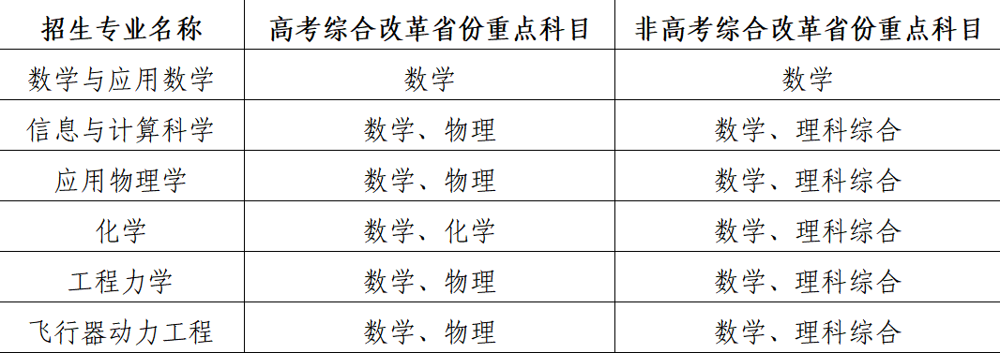 招生专业名称 高考综合改革省份重点科目 非高考综合改革省份重点科目
数学与应用数学 数学 数学
信息与计算科学 数学、物理 数学、理科综合
应用物理学 数学、物理 数学、理科综合
化学 数学、化学 数学、理科综合
工程力学 数学、物理 数学、理科综合
飞行器动力工程 数学、物理 数学、理科综合